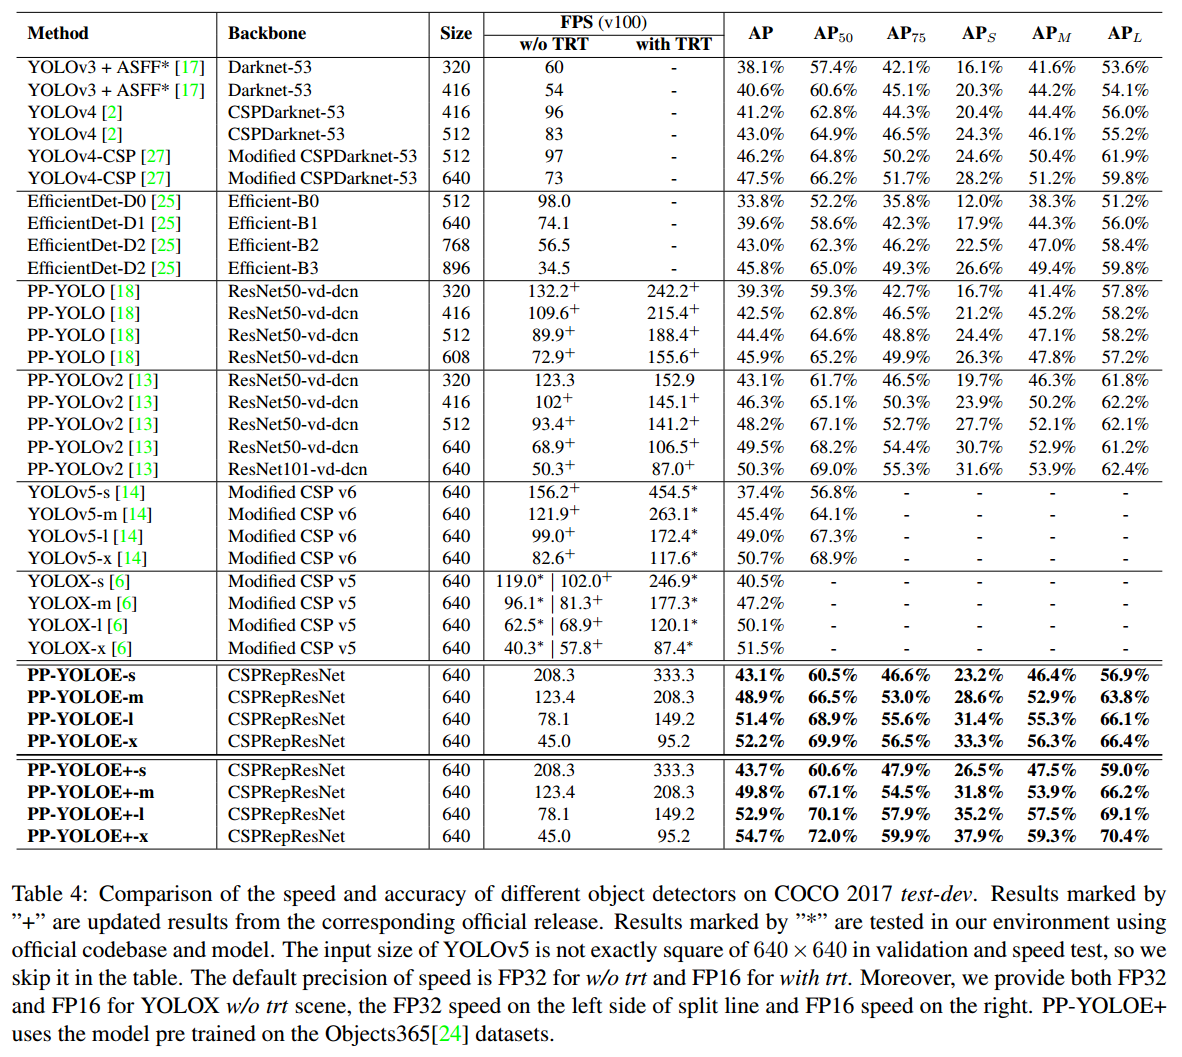 Method Backbone Size FPS (v100) AP AP50 AP75 APS APM APL
w/o TRT with TRT
YOLOv3 + ASFF* [17] Darknet-53 320 60 - 38.1% 57.4% 42.1% 16.1% 41.6% 53.6%
YOLOv3 + ASFF* [17] Darknet-53 416 54 - 40.6% 60.6% 45.1% 20.3% 44.2% 54.1%
YOLOv4 [2] CSPDarknet-53 416 96 - 41.2% 62.8% 44.3% 20.4% 44.4% 56.0%
YOLOv4 [2] CSPDarknet-53 512 83 - 43.0% 64.9% 46.5% 24.3% 46.1% 55.2%
YOLOv4-CSP [27] Modified CSPDarknet-53 512 97 - 46.2% 64.8% 50.2% 24.6% 50.4% 61.9%
YOLOv4-CSP [27] Modified CSPDarknet-53 640 73 - 47.5% 66.2% 51.7% 28.2% 51.2% 59.8%
EfficientDet-D0 [25] Efficient-B0 512 98.0 - 33.8% 52.2% 35.8% 12.0% 38.3% 51.2%
EfficientDet-D1 [25] Efficient-B1 640 74.1 - 39.6% 58.6% 42.3% 17.9% 44.3% 56.0%
EfficientDet-D2 [25] Efficient-B2 768 56.5 - 43.0% 62.3% 46.2% 22.5% 47.0% 58.4%
EfficientDet-D2 [25] Efficient-B3 896 34.5 - 45.8% 65.0% 49.3% 26.6% 49.4% 59.8%
PP-YOLO [18] ResNet50-vd-dcn 320 132.2+ 242.2+ 39.3% 59.3% 42.7% 16.7% 41.4% 57.8%
PP-YOLO [18] ResNet50-vd-dcn 416 109.6+ 215.4+ 42.5% 62.8% 46.5% 21.2% 45.2% 58.2%
PP-YOLO [18] ResNet50-vd-dcn 512 89.9+ 188.4+ 44.4% 64.6% 48.8% 24.4% 47.1% 58.2%
PP-YOLO [18] ResNet50-vd-dcn 608 72.9+ 155.6+ 45.9% 65.2% 49.9% 26.3% 47.8% 57.2%
PP-YOLOv2 [13] ResNet50-vd-dcn 320 123.3 152.9 43.1% 61.7% 46.5% 19.7% 46.3% 61.8%
PP-YOLOv2 [13] ResNet50-vd-dcn 416 102+ 145.1+ 46.3% 65.1% 50.3% 23.9% 50.2% 62.2%
PP-YOLOv2 [13] ResNet50-vd-dcn 512 93.4+ 141.2+ 48.2% 67.1% 52.7% 27.7% 52.1% 62.1%
PP-YOLOv2 [13] ResNet50-vd-dcn 640 68.9+ 106.5+ 49.5% 68.2% 54.4% 30.7% 52.9% 61.2%
PP-YOLOv2 [13] ResNet101-vd-dcn 640 50.3+ 87.0+ 50.3% 69.0% 55.3% 31.6% 53.9% 62.4%
YOLOv5-s [14] Modified CSP v6 640 156.2+ 454.5* 37.4% 56.8% - - - -
YOLOv5-m [14] Modified CSP v6 640 121.9+ 263.1* 45.4% 64.1% - - - -
YOLOv5-l [14] Modified CSP v6 640 99.0+ 172.4* 49.0% 67.3% - - - -
YOLOv5-x [14] Modified CSP v6 640 82.6+ 117.6* 50.7% 68.9% - - - -
YOLOX-s [6] Modified CSP v5 640 119.0* | 102.0+ 246.9* 40.5% - - - - -
YOLOX-m [6] Modified CSP v5 640 96.1* | 81.3+ 177.3* 47.2% - - - - -
YOLOX-l [6] Modified CSP v5 640 62.5* | 68.9+ 120.1* 50.1% - - - - -
YOLOX-x [6] Modified CSP v5 640 40.3* | 57.8+ 87.4* 51.5% - - - - -
PP-YOLOE-s CSPRepResNet 640 208.3 333.3 43.1% 60.5% 46.6% 23.2% 46.4% 56.9%
PP-YOLOE-m CSPRepResNet 640 123.4 208.3 48.9% 66.5% 53.0% 28.6% 52.9% 63.8%
PP-YOLOE-l CSPRepResNet 640 78.1 149.2 51.4% 68.9% 55.6% 31.4% 55.3% 66.1%
PP-YOLOE-x CSPRepResNet 640 45.0 95.2 52.2% 69.9% 56.5% 33.3% 56.3% 66.4%
PP-YOLOE+-s CSPRepResNet 640 208.3 333.3 43.7% 60.6% 47.9% 26.5% 47.5% 59.0%
PP-YOLOE+-m CSPRepResNet 640 123.4 208.3 49.8% 67.1% 54.5% 31.8% 53.9% 66.2%
PP-YOLOE+-l CSPRepResNet 640 78.1 149.2 52.9% 70.1% 57.9% 35.2% 57.5% 69.1%
PP-YOLOE+-x CSPRepResNet 640 45.0 95.2 54.7% 72.0% 59.9% 37.9% 59.3% 70.4%
Table 4: Comparison of the speed and accuracy of different object detectors on COCO 2017 test-dev. Results marked by
"+" are updated results from the corresponding official release. Results marked by "*" are tested in our environment using
official codebase and model. The input size of YOLOv5 is not exactly square of 640 × 640 in validation and speed test, so we
skip it in the table. The default precision of speed is FP32 for w/o trt and FP16 for with trt. Moreover, we provide both FP32
and FP16 for YOLOX w/o trt scene, the FP32 speed on the left side of split line and FP16 speed on the right. PP-YOLOE+
uses the model pre trained on the Objects365[24] datasets.